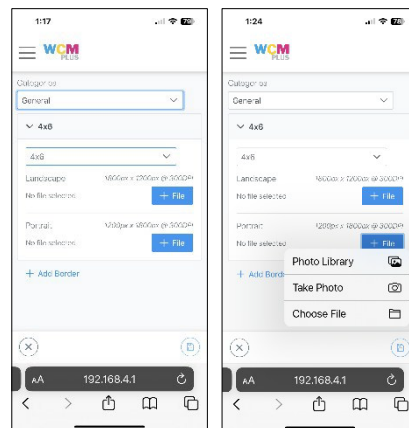 1:17
WCM
PLUS
Categories
General
4x6
4x6
Landscape 1800px x 1200px @ 300DPI
No file selected + File
Portrait 1200px x 1800px @ 300DPI
No file selected + File
+ Add Border
AA 192.168.4.1
1:24
WCM
PLUS
Categories
General
4x6
4x6
Landscape 1800px x 1200px @ 300DPI
No file selected + File
Portrait 1200px x 1800px @ 300DPI
No file selected + File
+ Add Bord
Photo Library
Take Photo
Choose File
AA 192.168.4.1